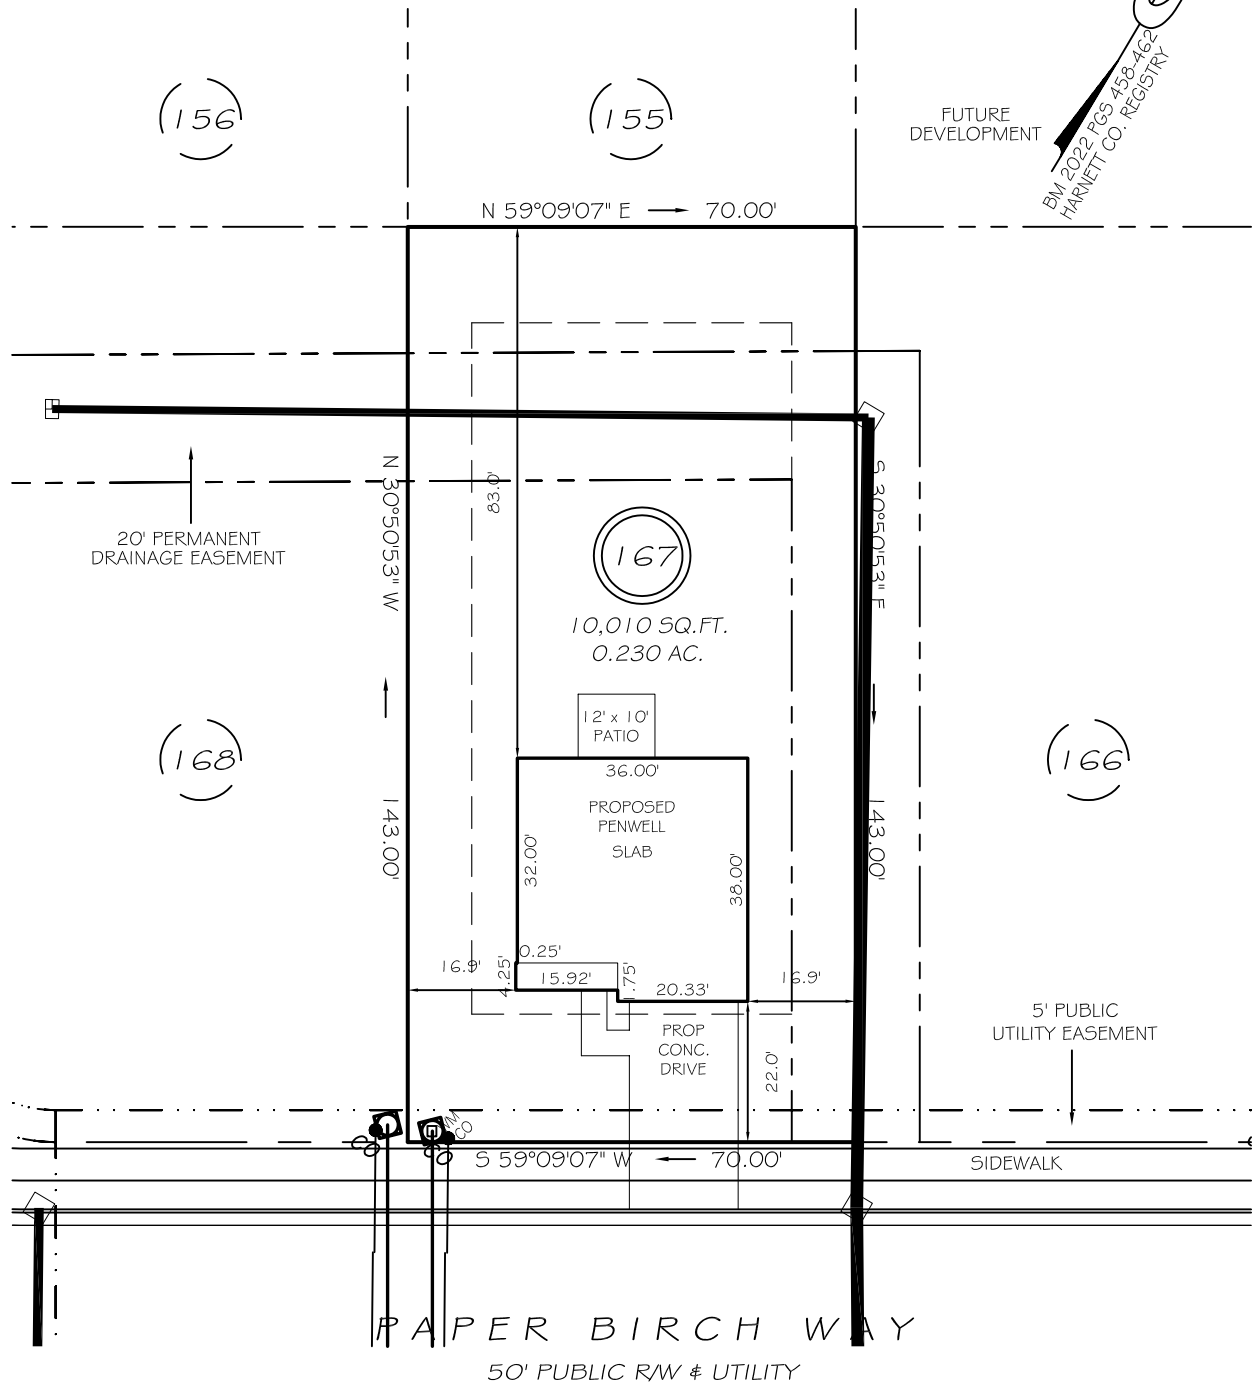 156
155
FUTURE
DEVELOPMENT
BM 2022 PGS 458-462
HARNETT CO. REGISTRY
N 59°09'07" E 70.00'
N 30°50'53" W
143.00'
S 30°50'53" E
143.00'
83.0'
20' PERMANENT
DRAINAGE EASEMENT
167
10,010 SQ.FT.
0.230 AC.
168
166
12' x 10'
PATIO
36.00'
PROPOSED
PENWELL
SLAB
32.00'
38.00'
0.25'
16.9'
4.25'
15.92'
1.75'
20.33'
16.9'
PROP
CONC.
DRIVE
22.0'
5' PUBLIC
UTILITY EASEMENT
WM
CO
CO
CO
S 59°09'07" W 70.00'
SIDEWALK
PAPER BIRCH WAY
50' PUBLIC R/W & UTILITY